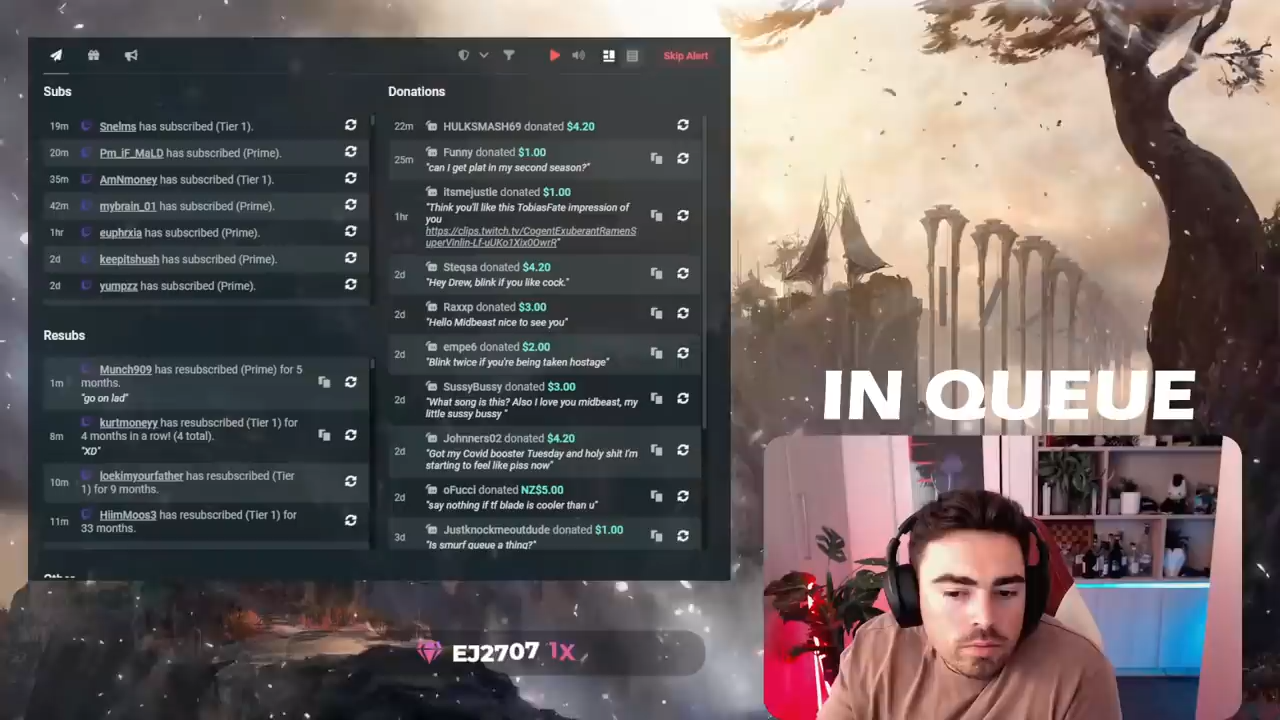 Skip Alert
Subs
19m Snelms has subscribed (Tier 1).
20m Pm_iF_MaLD has subscribed (Prime).
35m AmNmoney has subscribed (Tier 1).
42m mybrain_01 has subscribed (Prime).
1hr euphrxia has subscribed (Prime).
2d keepitshush has subscribed (Prime).
2d yumpzz has subscribed (Prime).
Resubs
Munch909 has resubscribed (Prime) for 5
1m months.
"go on lad"
kurtmoneyy has resubscribed (Tier 1) for
8m 4 months in a row! (4 total).
"XD"
loekimyourfather has resubscribed (Tier
10m 1) for 9 months.
HiimMoos3 has resubscribed (Tier 1) for
11m 33 months.
Other
Donations
22m HULKSMASH69 donated $4.20
25m Funny donated $1.00
"can I get plat in my second season?"
itsmejustle donated $1.00
"Think you'll like this TobiasFate impression of
1hr you
https://clips.twitch.tv/CogentExuberantRamenS
uperVinlin-Lf-uUKo1Xix0OwrR"
2d Steqsa donated $4.20
"Hey Drew, blink if you like cock."
2d Raxxp donated $3.00
"Hello Midbeast nice to see you"
2d empe6 donated $2.00
"Blink twice if you're being taken hostage"
SussyBussy donated $3.00
2d "What song is this? Also I love you midbeast, my
little sussy bussy "
Johnners02 donated $4.20
2d "Got my Covid booster Tuesday and holy shit I'm
starting to feel like piss now"
2d oFucci donated NZ$5.00
"say nothing if tf blade is cooler than u"
3d Justknockmeoutdude donated $1.00
"Is smurf queue a thing?"
IN QUEUE
EJ2707 1X